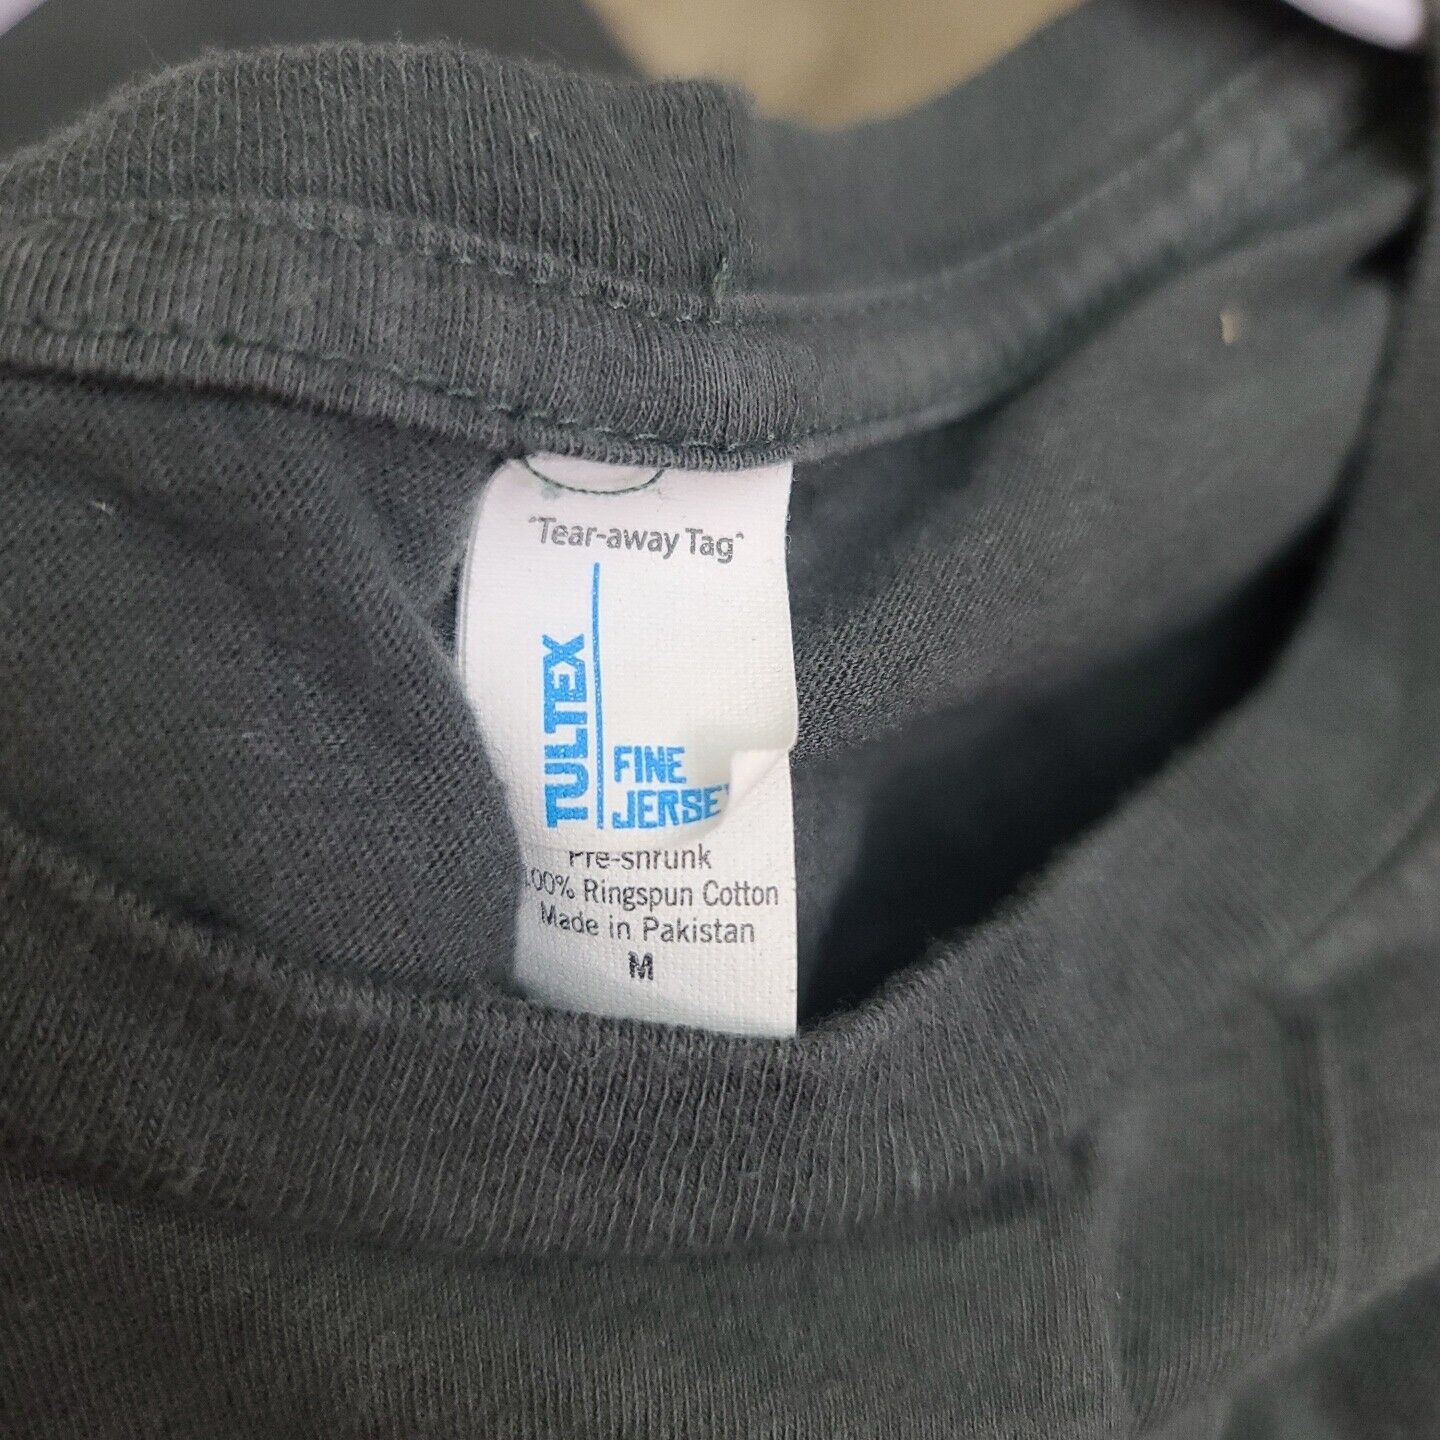 "Tear-away Tag"
TULTEX
FINE
JERSEY
Pre-shrunk
100% Ringspun Cotton
Made in Pakistan
M